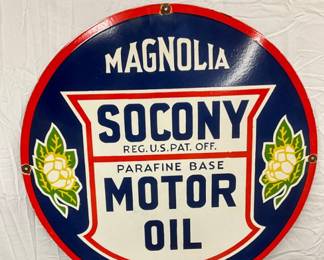 MAGNOLIA
SOCONY
REG. U.S. PAT. OFF.
PARAFINE BASE
MOTOR
OIL